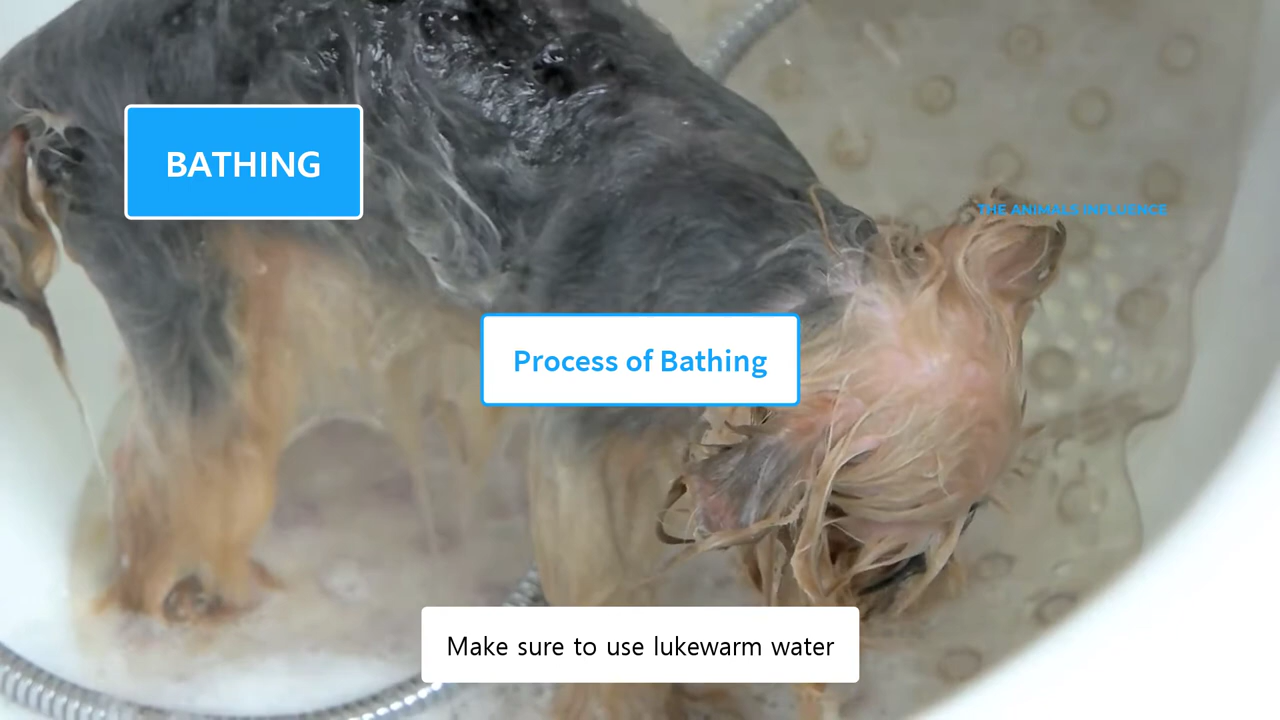 BATHING
THE ANIMALS INFLUENCE
Process of Bathing
Make sure to use lukewarm water